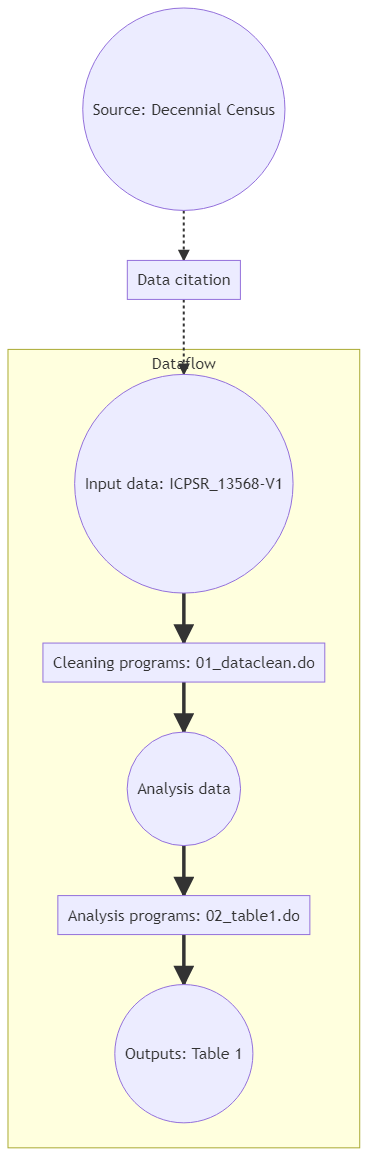 Source: Decennial Census
Data citation
Dataflow
Input data: ICPSR_13568-V1
Cleaning programs: 01_dataclean.do
Analysis data
Analysis programs: 02_table1.do
Outputs: Table 1